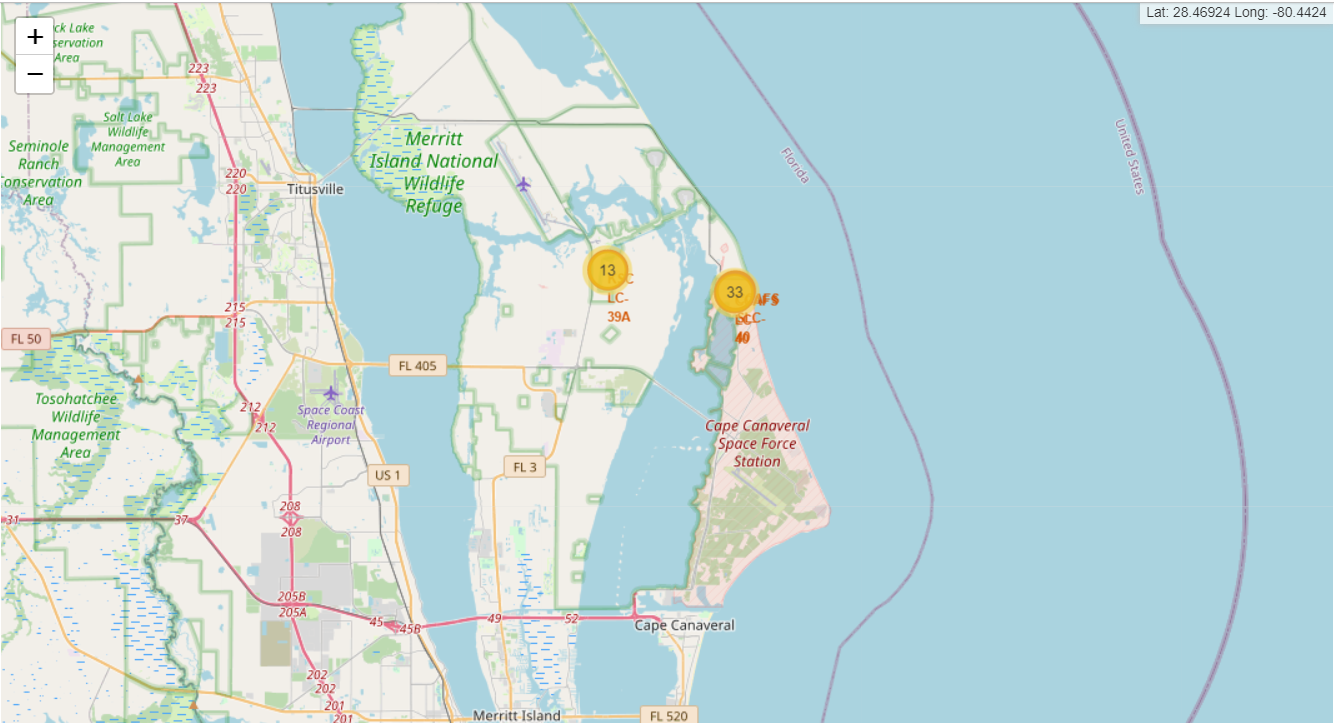 Lat: 28.46924 Long: -80.4424
+
−
ck Lake
servation
Area
223
223
Salt Lake
Wildlife
Management
Area
Seminole
Ranch
onservation
Area
220
220
Titusville
Merritt
Island National
Wildlife
Refuge
Florida
United States
13
LC-
39A
33
40
215
215
FL 50
FL 405
Tosohatchee
Wildlife
Management
Area
212
212
Space Coast
Regional
Airport
Cape Canaveral
Space Force
Station
US 1
FL 3
208
208
31
37
205B
205A
45
45B
49
52
Cape Canaveral
202
202
201
201
Merritt Island
FL 520